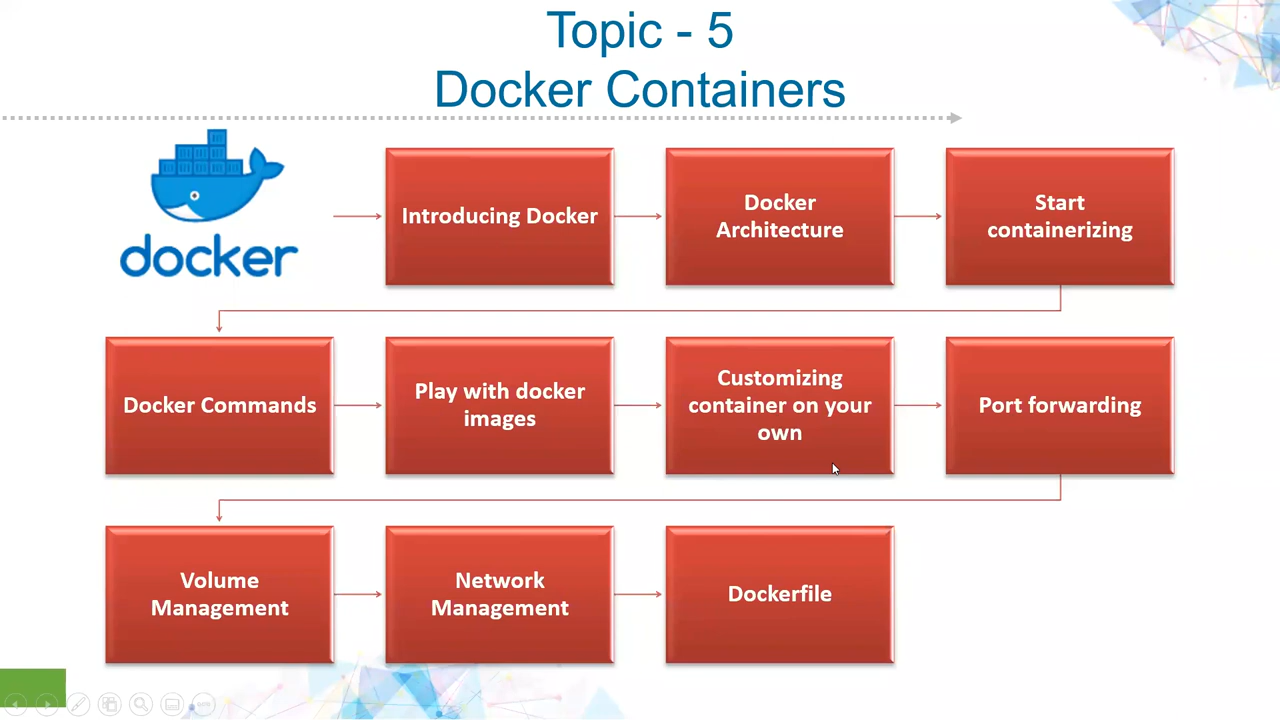 Topic - 5
Docker Containers
docker
Introducing Docker
Docker
Architecture
Start
containerizing
Docker Commands
Play with docker
images
Customizing
container on your
own
Port forwarding
Volume
Management
Network
Management
Dockerfile